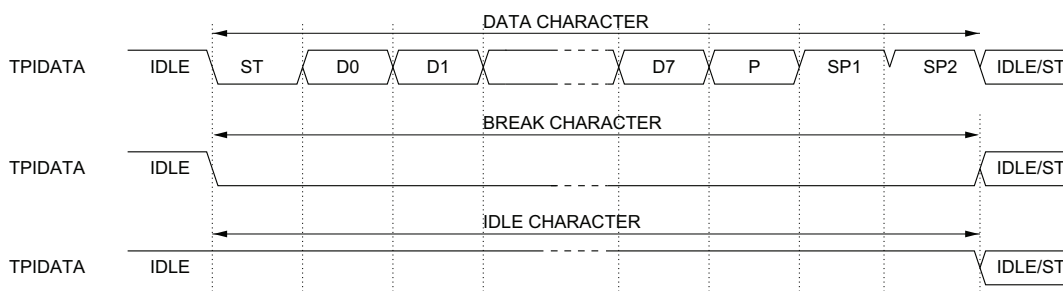 DATA CHARACTER
TPIDATA IDLE ST D0 D1 D7 P SP1 SP2 IDLE/ST
BREAK CHARACTER
TPIDATA IDLE IDLE/ST
IDLE CHARACTER
TPIDATA IDLE IDLE/ST